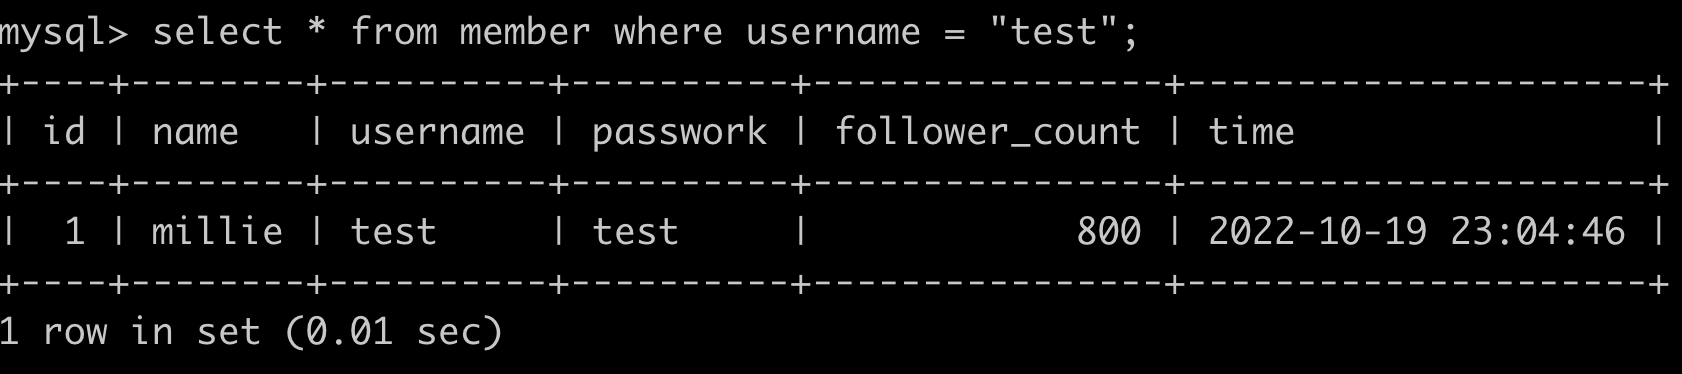 mysql> select * from member where username = "test";
+----+--------+----------+----------+----------------+---------------------+
| id | name   | username | passwork | follower_count | time                |
+----+--------+----------+----------+----------------+---------------------+
|  1 | millie | test     | test     |            800 | 2022-10-19 23:04:46 |
+----+--------+----------+----------+----------------+---------------------+
1 row in set (0.01 sec)